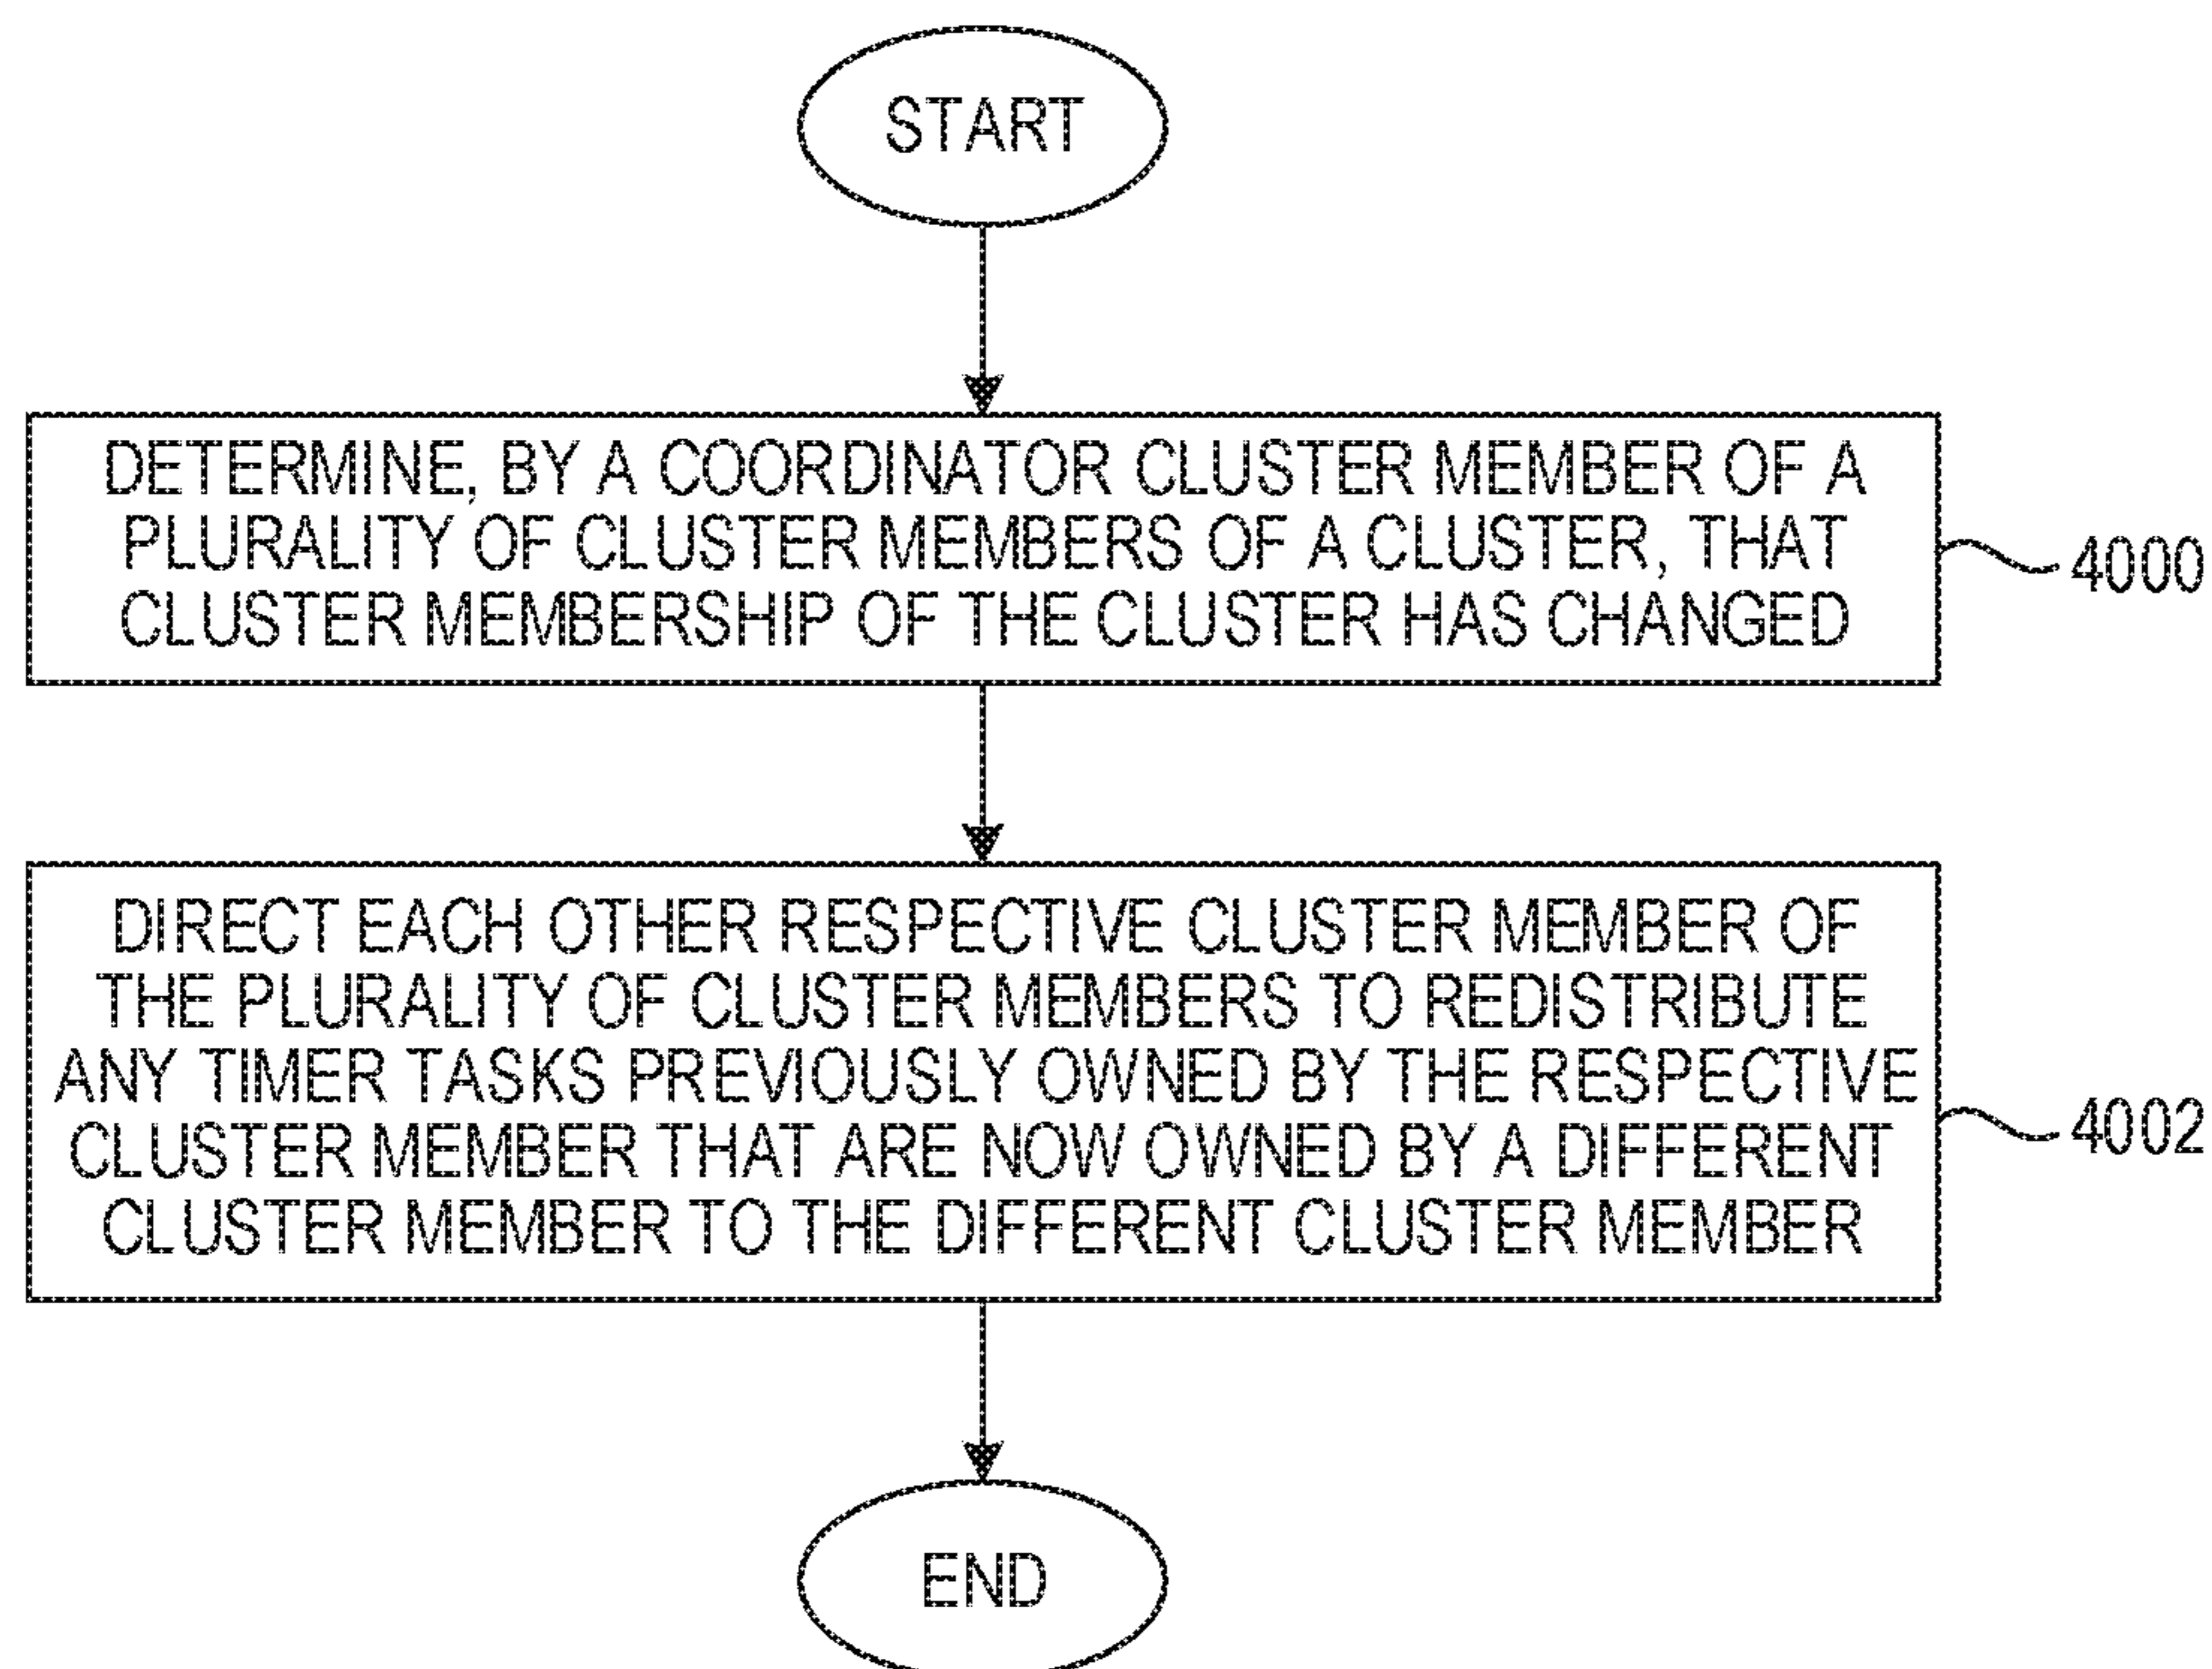 START
DETERMINE, BY A COORDINATOR CLUSTER MEMBER OF A
PLURALITY OF CLUSTER MEMBERS OF A CLUSTER, THAT
CLUSTER MEMBERSHIP OF THE CLUSTER HAS CHANGED
4000
DIRECT EACH OTHER RESPECTIVE CLUSTER MEMBER OF
THE PLURALITY OF CLUSTER MEMBERS TO REDISTRIBUTE
ANY TIMER TASKS PREVIOUSLY OWNED BY THE RESPECTIVE
CLUSTER MEMBER THAT ARE NOW OWNED BY A DIFFERENT
CLUSTER MEMBER TO THE DIFFERENT CLUSTER MEMBER
4002
END